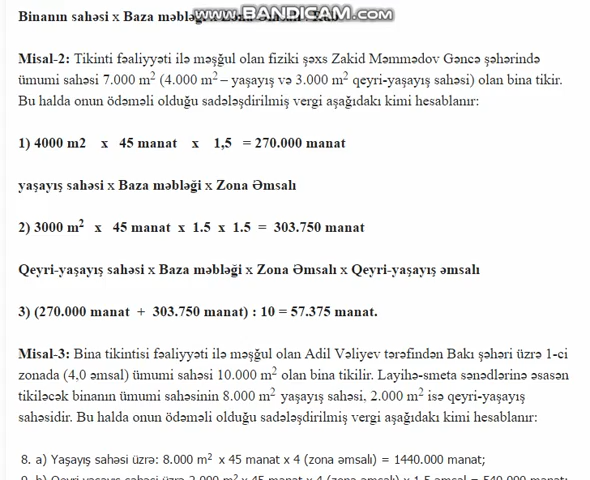 Binanın sahəsi x Baza məbləği
WWW.BANDICAM.COM
Misal-2: Tikinti fəaliyyəti ilə məşğul olan fiziki şəxs Zakid Məmmədov Gəncə şəhərində
ümumi sahəsi 7.000 m² (4.000 m² – yaşayış və 3.000 m² qeyri-yaşayış sahəsi) olan bina tikir.
Bu halda onun ödəməli olduğu sadələşdirilmiş vergi aşağıdakı kimi hesablanır:
1) 4000 m2 x 45 manat x 1,5 = 270.000 manat
yaşayış sahəsi x Baza məbləği x Zona Əmsalı
2) 3000 m² x 45 manat x 1.5 x 1.5 = 303.750 manat
Qeyri-yaşayış sahəsi x Baza məbləği x Zona Əmsalı x Qeyri-yaşayış əmsalı
3) (270.000 manat + 303.750 manat) : 10 = 57.375 manat.
Misal-3: Bina tikintisi fəaliyyəti ilə məşğul olan Adil Vəliyev tərəfindən Bakı şəhəri üzrə 1-ci
zonada (4,0 əmsal) ümumi sahəsi 10.000 m² olan bina tikilir. Layihə-smeta sənədlərinə əsasən
tikiləcək binanın ümumi sahəsinin 8.000 m² yaşayış sahəsi, 2.000 m² isə qeyri-yaşayış
sahəsidir. Bu halda onun ödəməli olduğu sadələşdirilmiş vergi aşağıdakı kimi hesablanır:
8. a) Yaşayış sahəsi üzrə: 8.000 m² x 45 manat x 4 (zona əmsalı) = 1440.000 manat;